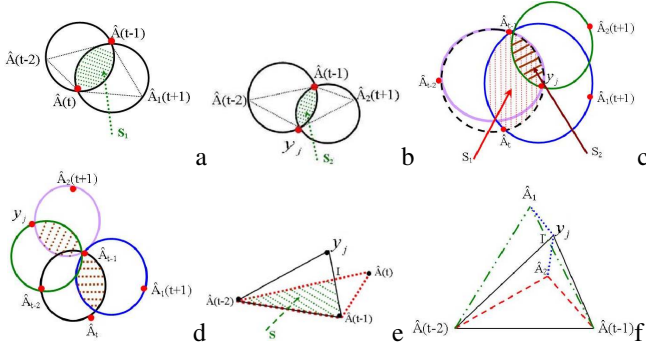 Â(t-1)
Â(t-2)
Â(t)
Â₁(t+1)
S₁
a
Â(t-1)
Â(t-2)
Â₂(t+1)
yⱼ
S₂
b
Âₜ₋₁
Â₂(t+1)
Âₜ₋₂
yⱼ
Â₁(t+1)
Âₜ
S₁
S₂
c
Â₂(t+1)
yⱼ
Âₜ₋₁
Âₜ₋₂
Â₁(t+1)
Âₜ
d
yⱼ
I
Â(t)
Â(t-2)
Â(t-1)
S
e
Â₁
yⱼ
I
Â₂
Â(t-2)
Â(t-1)
f